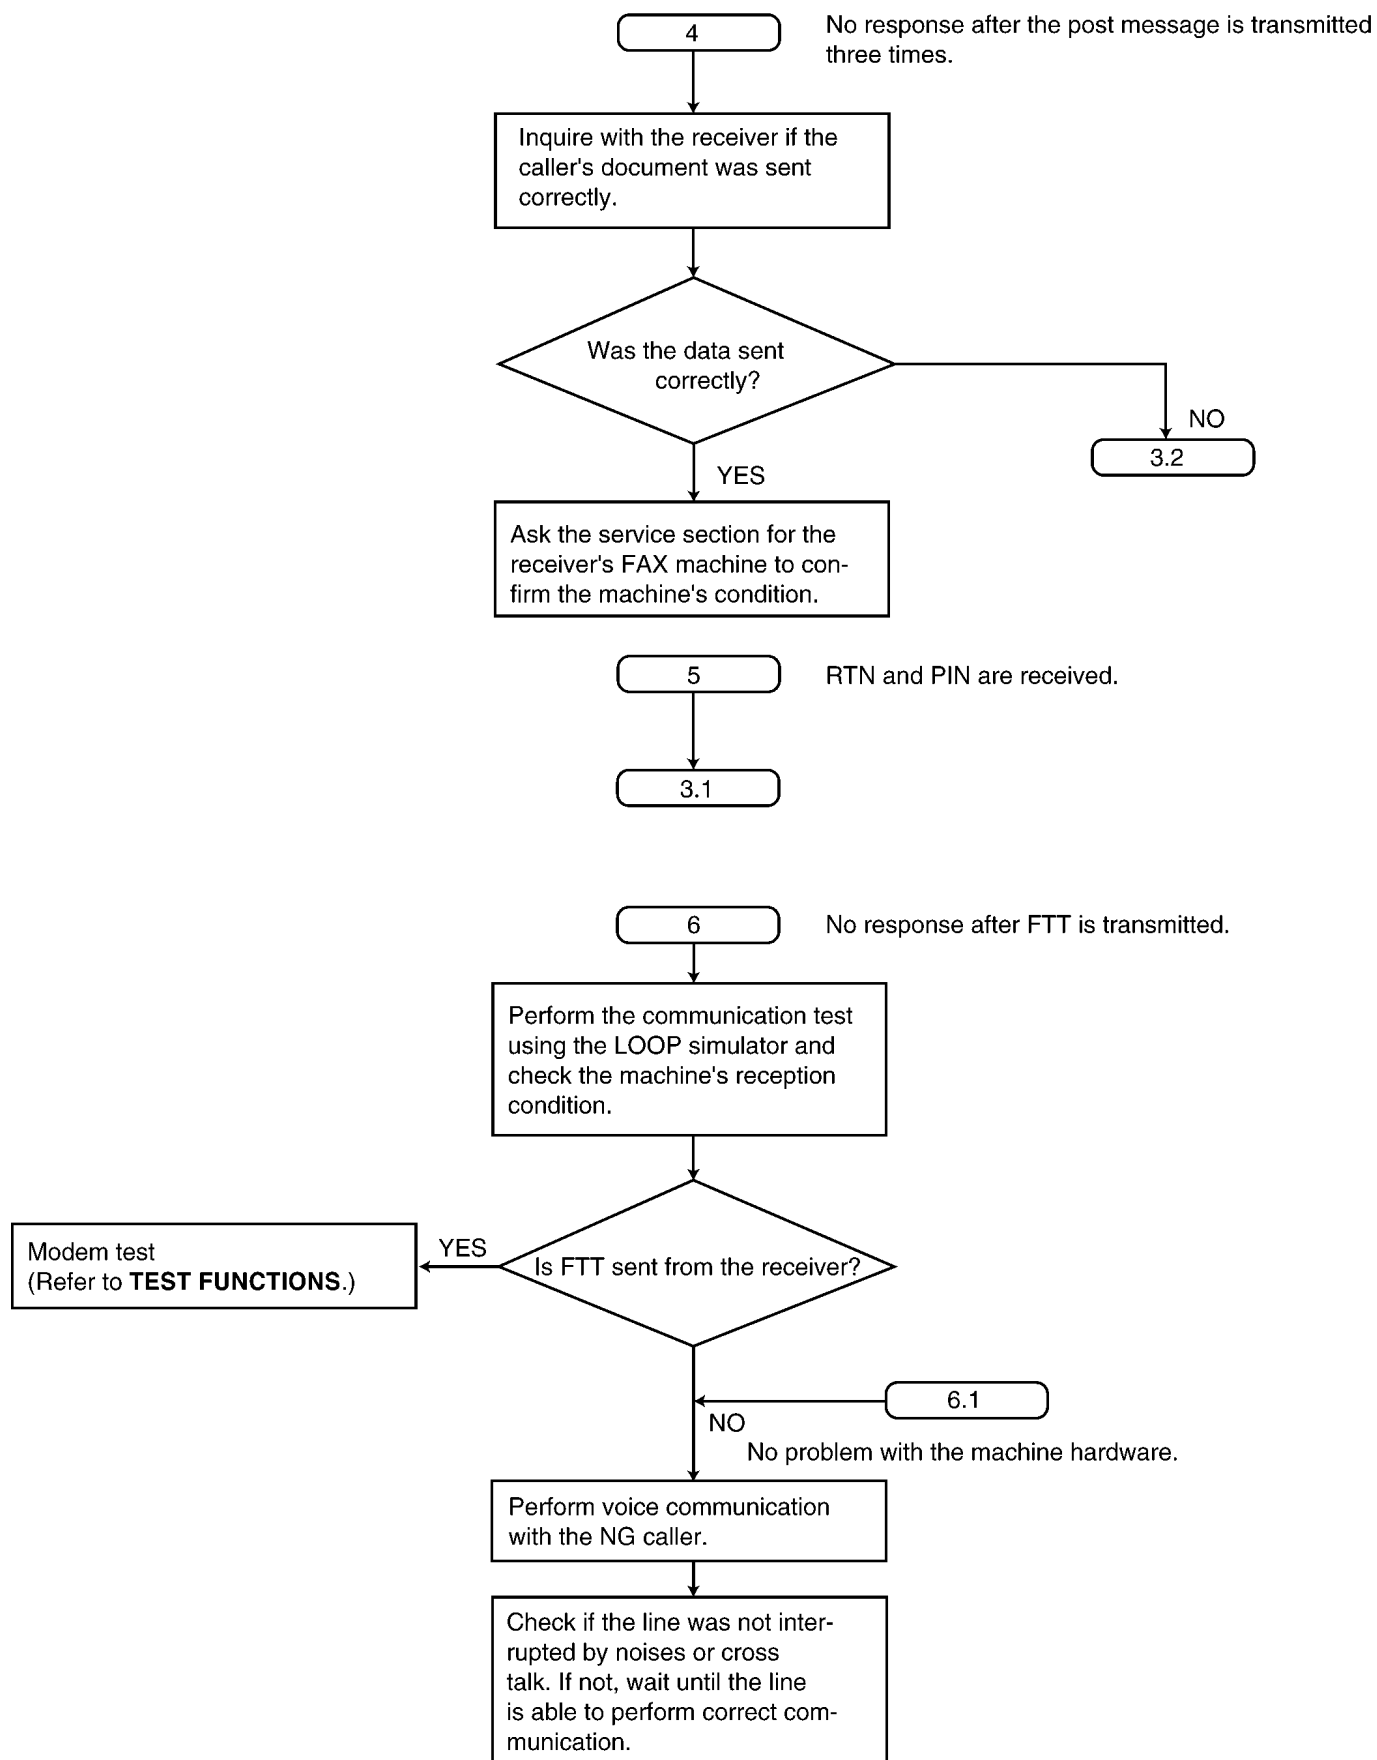 4
No response after the post message is transmitted
three times.
Inquire with the receiver if the
caller's document was sent
correctly.
Was the data sent
correctly?
NO
3.2
YES
Ask the service section for the
receiver's FAX machine to con-
firm the machine's condition.
5
RTN and PIN are received.
3.1
6
No response after FTT is transmitted.
Perform the communication test
using the LOOP simulator and
check the machine's reception
condition.
Is FTT sent from the receiver?
YES
Modem test
(Refer to TEST FUNCTIONS.)
6.1
NO
No problem with the machine hardware.
Perform voice communication
with the NG caller.
Check if the line was not inter-
rupted by noises or cross
talk. If not, wait until the line
is able to perform correct com-
munication.